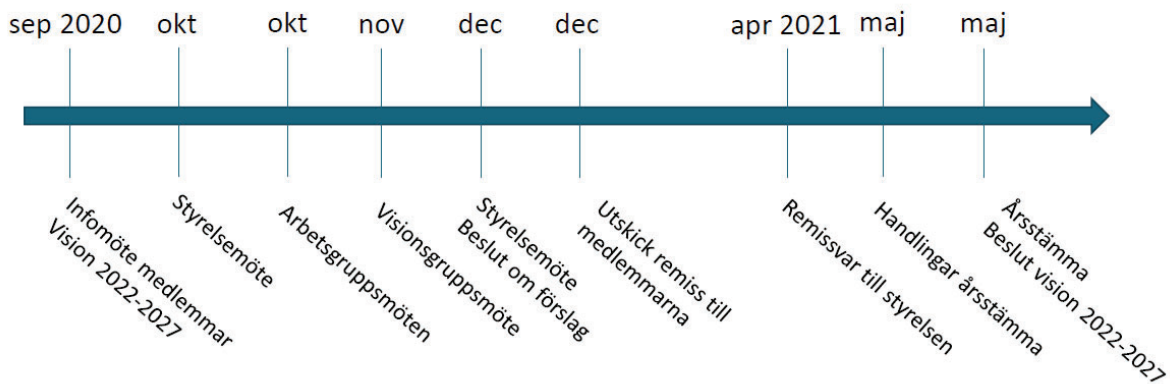 sep 2020
okt
okt
nov
dec
dec
apr 2021
maj
maj
Infomöte medlemmar
Vision 2022-2027
Styrelsemöte
Arbetsgruppsmöten
Visionsgruppsmöte
Styrelsemöte
Beslut om förslag
Utskick remiss till
medlemmarna
Remissvar till styrelsen
Handlingar årsstämma
Årsstämma
Beslut vision 2022-2027